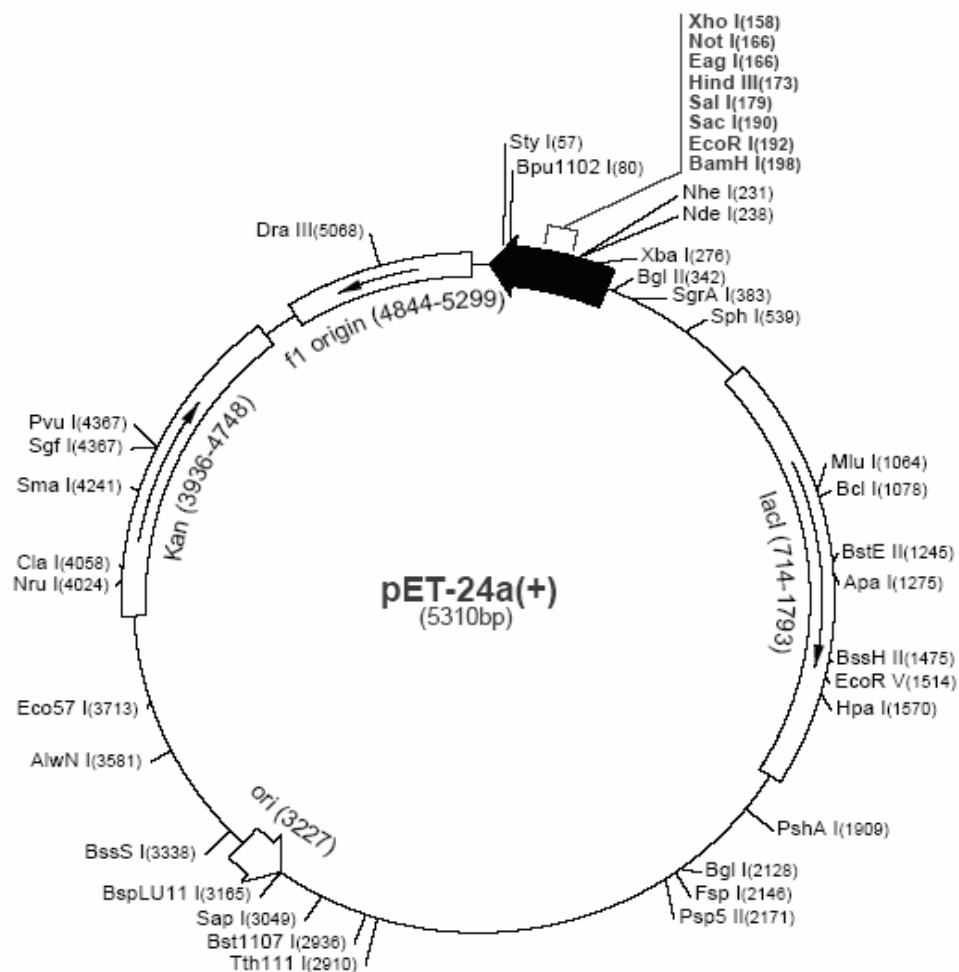 Xho I(158)
Not I(166)
Eag I(166)
Hind III(173)
Sal I(179)
Sac I(190)
EcoR I(192)
BamH I(198)
Sty I(57)
Bpu1102 I(80)
Nhe I(231)
Nde I(238)
Xba I(276)
Bgl II(342)
SgrA I(383)
Sph I(539)
Dra III(5068)
f1 origin (4844-5299)
Pvu I(4367)
Sgf I(4367)
Sma I(4241)
Cla I(4058)
Nru I(4024)
Kan (3936-4748)
lacI (714-1793)
Mlu I(1064)
Bcl I(1078)
BstE II(1245)
Apa I(1275)
BssH II(1475)
EcoR V(1514)
Hpa I(1570)
pET-24a(+)
(5310bp)
Eco57 I(3713)
AlwN I(3581)
ori (3227)
BssS I(3338)
BspLU11 I(3165)
Sap I(3049)
Bst1107 I(2936)
Tth111 I(2910)
PshA I(1909)
Bgl I(2128)
Fsp I(2146)
Psp5 II(2171)